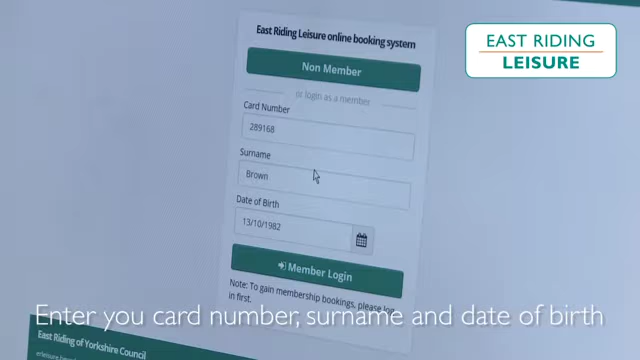 East Riding Leisure online booking system
EAST RIDING
LEISURE
Non Member
or login as a member
Card Number
289168
Surname
Brown
Date of Birth
13/10/1982
Member Login
Note: To gain membership bookings, please log
in first.
Enter you card number, surname and date of birth
East Riding of Yorkshire Council